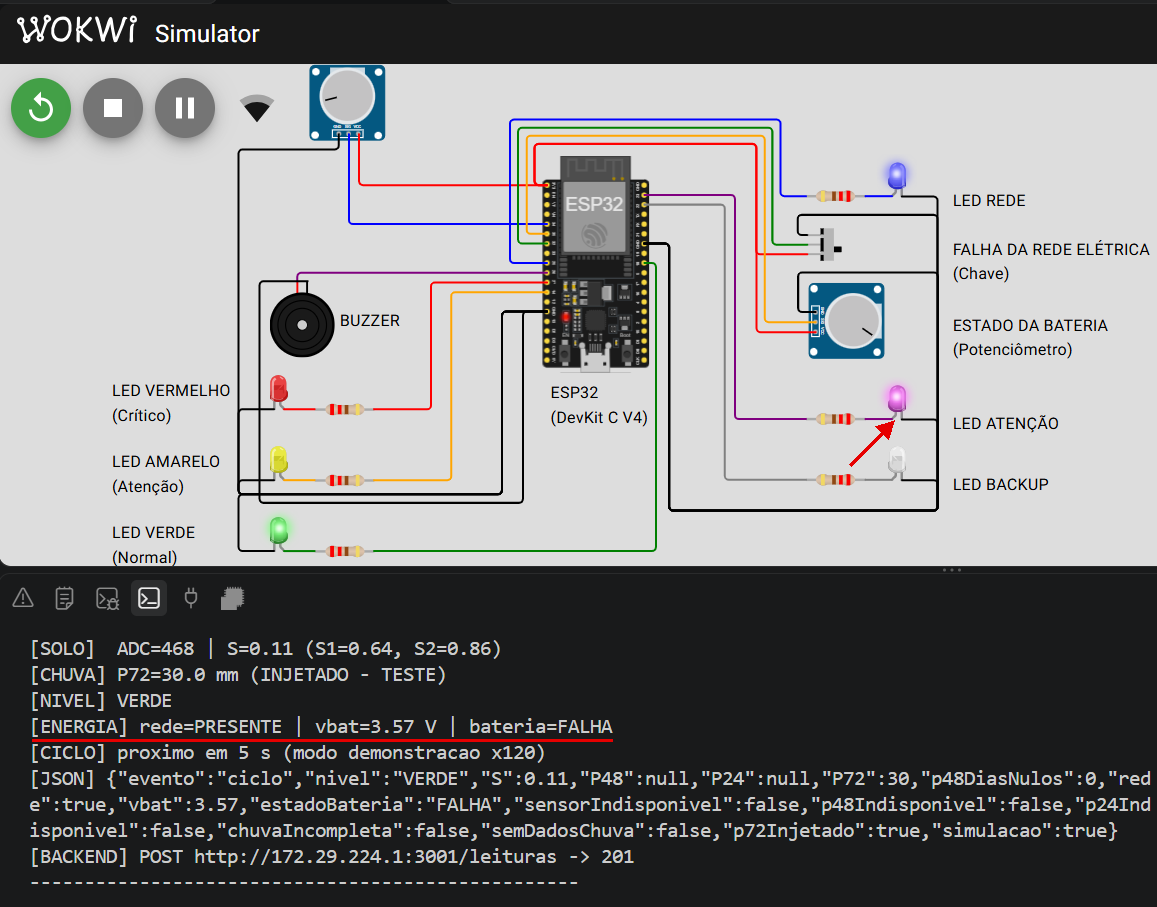 WOKWI Simulator
GND SIG VCC
ESP32
LED REDE
FALHA DA REDE ELÉTRICA
(Chave)
BUZZER
ESTADO DA BATERIA
(Potenciômetro)
LED VERMELHO
(Crítico)
ESP32
(DevKit C V4)
LED ATENÇÃO
LED AMARELO
(Atenção)
LED BACKUP
LED VERDE
(Normal)
[SOLO]  ADC=468 | S=0.11 (S1=0.64, S2=0.86)
[CHUVA] P72=30.0 mm (INJETADO - TESTE)
[NIVEL] VERDE
[ENERGIA] rede=PRESENTE | vbat=3.57 V | bateria=FALHA
[CICLO] proximo em 5 s (modo demonstracao x120)
[JSON] {"evento":"ciclo","nivel":"VERDE","S":0.11,"P48":null,"P24":null,"P72":30,"p48DiasNulos":0,"red
e":true,"vbat":3.57,"estadoBateria":"FALHA","sensorIndisponivel":false,"p48Indisponivel":false,"p24Ind
isponivel":false,"chuvaIncompleta":false,"semDadosChuva":false,"p72Injetado":true,"simulacao":true}
[BACKEND] POST http://172.29.224.1:3001/leituras -> 201
----------------------------------------------------